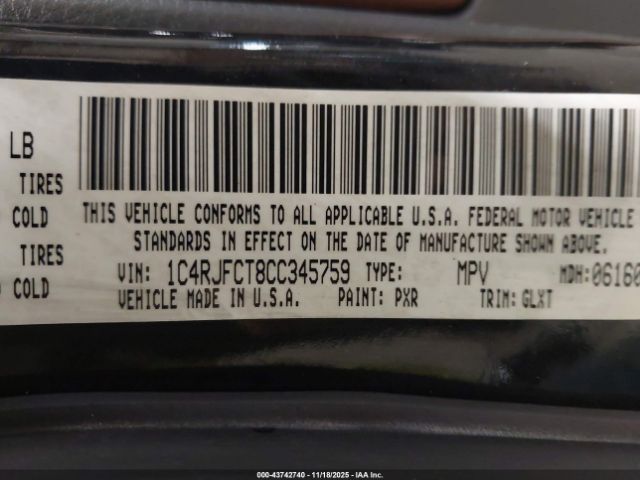 LB
TIRES
COLD
TIRES
COLD
THIS VEHICLE CONFORMS TO ALL APPLICABLE U.S.A. FEDERAL MOTOR VEHICLE
STANDARDS IN EFFECT ON THE DATE OF MANUFACTURE SHOWN ABOVE.
VIN: 1C4RJFCT8CC345759 TYPE: MPV MDH:06160
VEHICLE MADE IN U.S.A. PAINT: PXR TRIM: GLXT
000-43742740 - 11/18/2025 - IAA Inc.